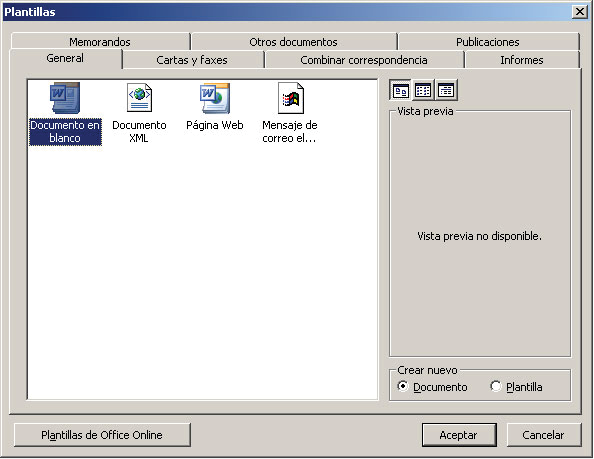 Plantillas
Memorandos
Otros documentos
Publicaciones
General
Cartas y faxes
Combinar correspondencia
Informes
Documento en
blanco
Documento
XML
Página Web
Mensaje de
correo el...
Vista previa
Vista previa no disponible.
Crear nuevo
Documento
Plantilla
Plantillas de Office Online
Aceptar
Cancelar